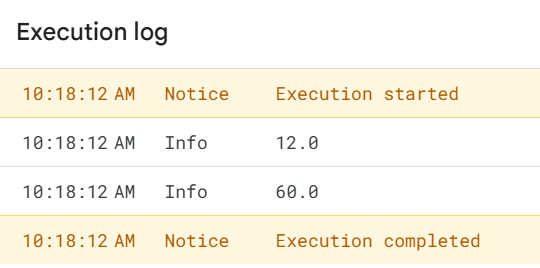 Execution log
10:18:12 AM Notice Execution started
10:18:12 AM Info 12.0
10:18:12 AM Info 60.0
10:18:12 AM Notice Execution completed